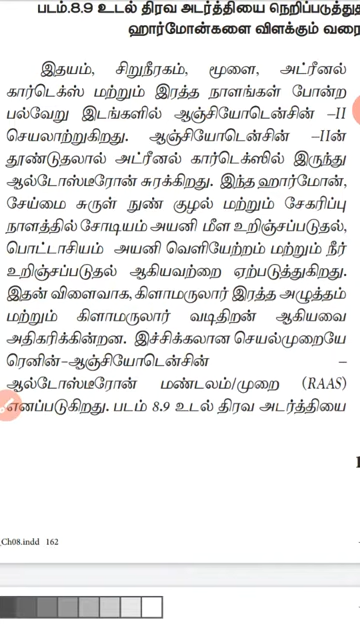 படம்.8.9 உடல் திரவ அடர்த்தியை நெறிப்படுத்து
ஹார்மோன்களை விளக்கும் வரை
இதயம், சிறுநீரகம், மூளை, அட்ரீனல்
கார்டெக்ஸ் மற்றும் இரத்த நாளங்கள் போன்ற
பல்வேறு இடங்களில் ஆஞ்சியோடென்சின் –II
செயலாற்றுகிறது. ஆஞ்சியோடென்சின் –IIன்
தூண்டுதலால் அட்ரீனல் கார்டெக்ஸில் இருந்து
ஆல்டோஸ்டீரோன் சுரக்கிறது. இந்த ஹார்மோன்,
சேய்மை சுருள் நுண் குழல் மற்றும் சேகரிப்பு
நாளத்தில் சோடியம் அயனி மீள உறிஞ்சப்படுதல்,
பொட்டாசியம் அயனி வெளியேற்றம் மற்றும் நீர்
உறிஞ்சப்படுதல் ஆகியவற்றை ஏற்படுத்துகிறது.
இதன் விளைவாக, கிளாமருலார் இரத்த அழுத்தம்
மற்றும் கிளாமருலார் வடிதிறன் ஆகியவை
அதிகரிக்கின்றன. இச்சிக்கலான செயல்முறையே
ரெனின்–ஆஞ்சியோடென்சின் –
ஆல்டோஸ்டீரோன் மண்டலம்/முறை (RAAS)
எனப்படுகிறது. படம் 8.9 உடல் திரவ அடர்த்தியை
_Ch08.indd 162